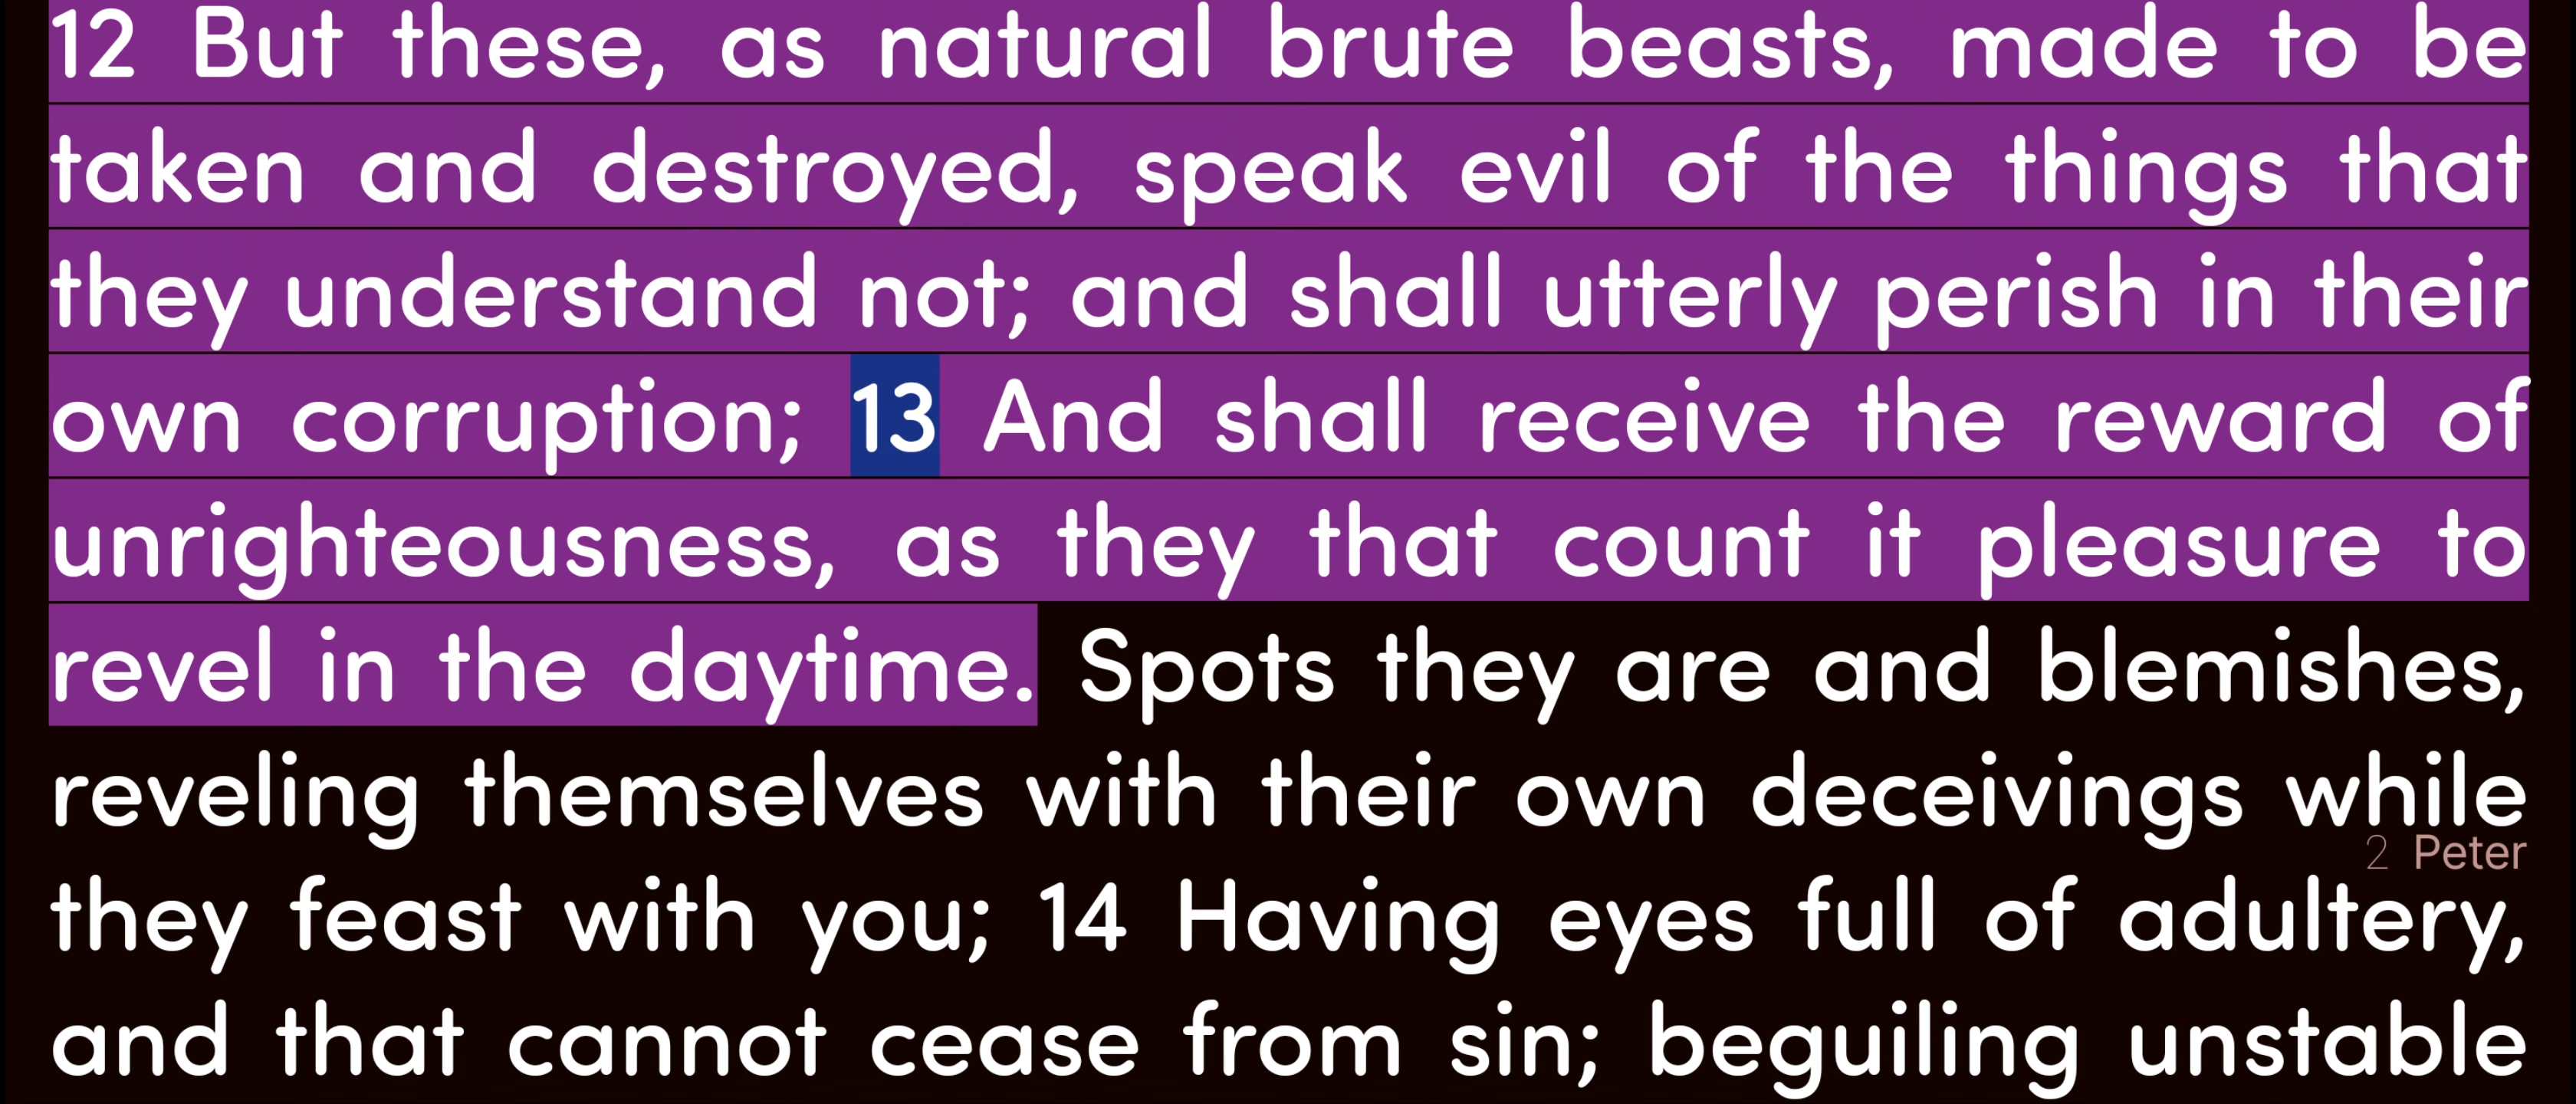 12 But these, as natural brute beasts, made to be
taken and destroyed, speak evil of the things that
they understand not; and shall utterly perish in their
own corruption; 13 And shall receive the reward of
unrighteousness, as they that count it pleasure to
revel in the daytime. Spots they are and blemishes,
reveling themselves with their own deceivings while
2 Peter
they feast with you; 14 Having eyes full of adultery,
and that cannot cease from sin; beguiling unstable